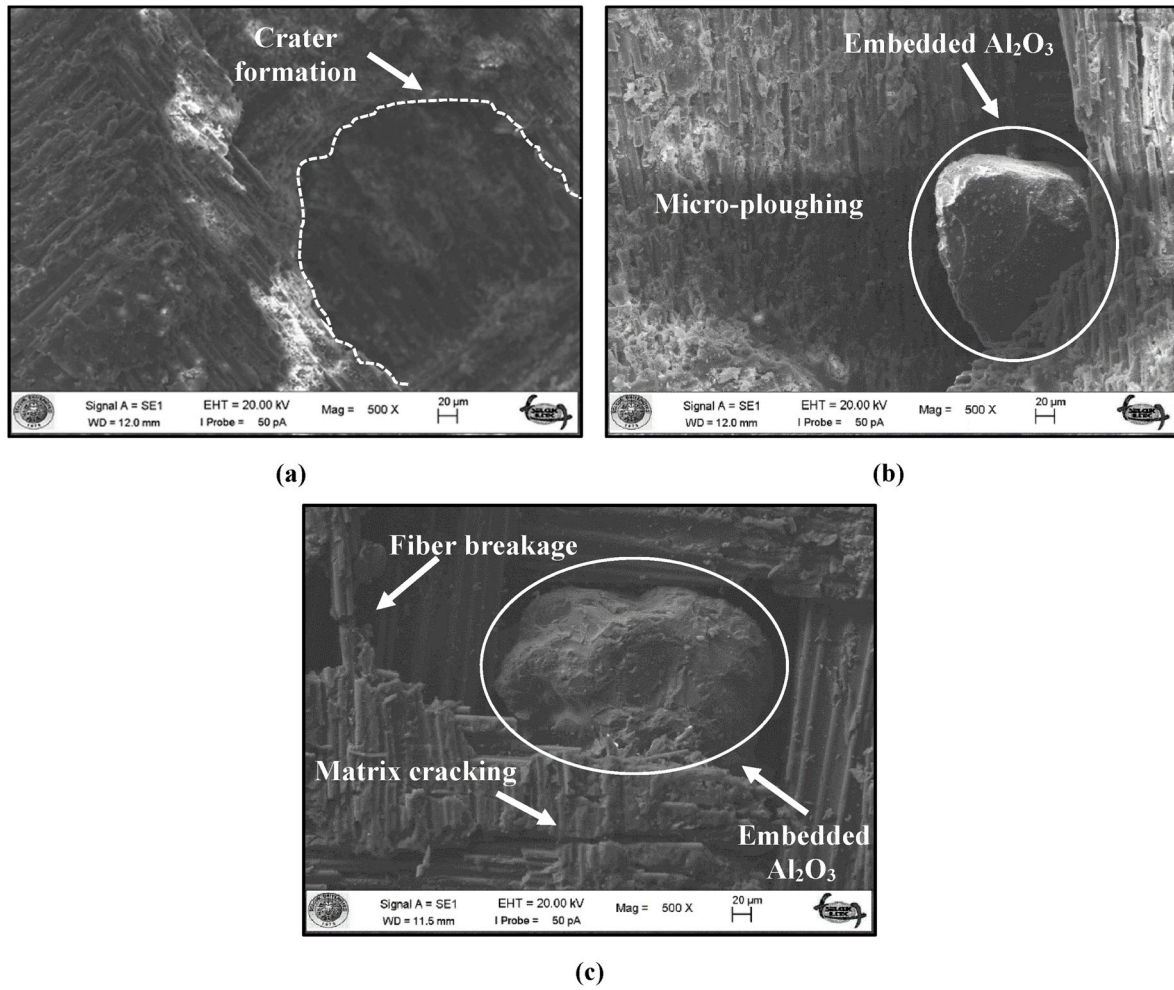 Crater
formation
Signal A = SE1 EHT = 20.00 kV Mag = 500 X 20 µm
WD = 12.0 mm I Probe = 50 pA
(a)
Embedded Al₂O₃
Micro-ploughing
Signal A = SE1 EHT = 20.00 kV Mag = 500 X 20 µm
WD = 12.0 mm I Probe = 50 pA
(b)
Fiber breakage
Matrix cracking
Embedded
Al₂O₃
Signal A = SE1 EHT = 20.00 kV Mag = 500 X 20 µm
WD = 11.5 mm I Probe = 50 pA
(c)